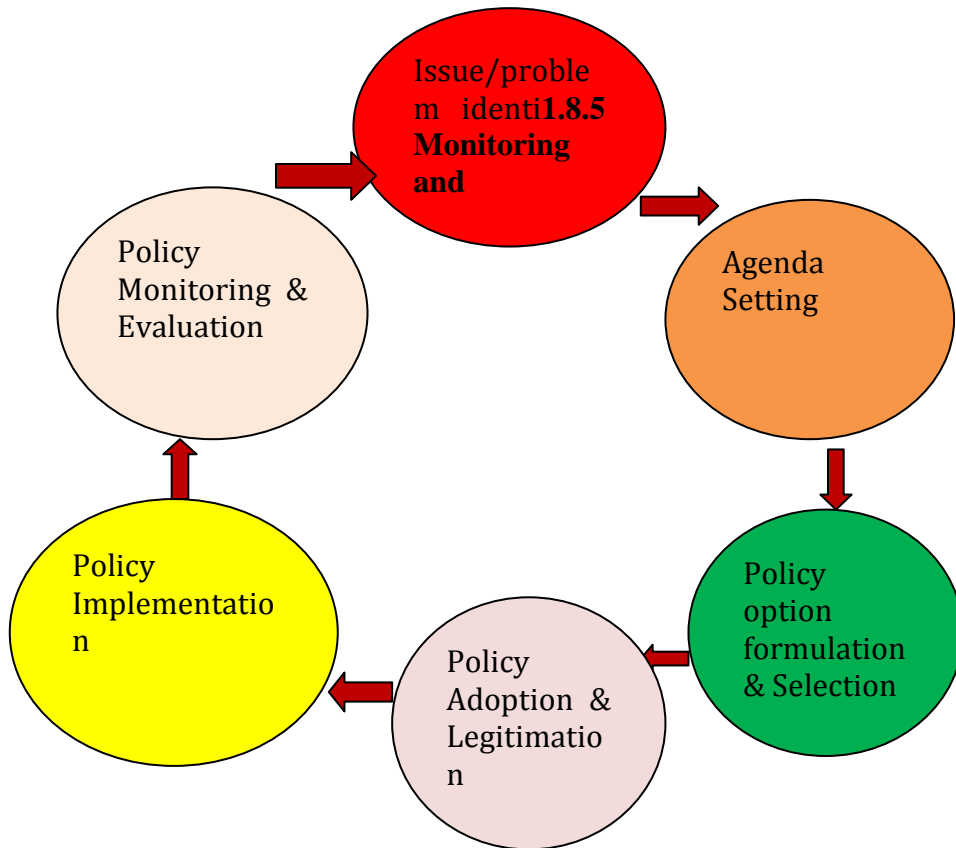 Issue/proble
m identi1.8.5
Monitoring
and
Agenda
Setting
Policy
option
formulation
& Selection
Policy
Adoption &
Legitimatio
n
Policy
Implementatio
n
Policy
Monitoring &
Evaluation